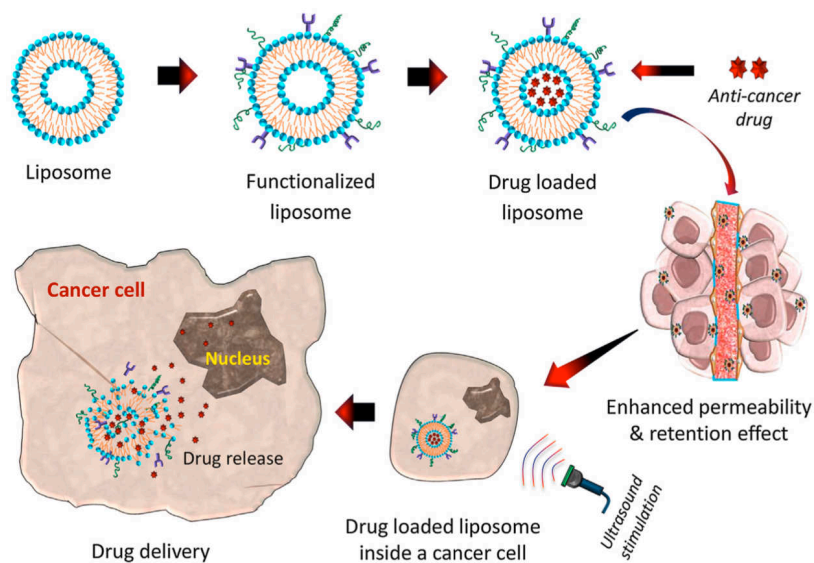 Liposome
Functionalized
liposome
Drug loaded
liposome
Anti-cancer
drug
Enhanced permeability
& retention effect
Ultrasound
stimulation
Drug loaded liposome
inside a cancer cell
Cancer cell
Nucleus
Drug release
Drug delivery